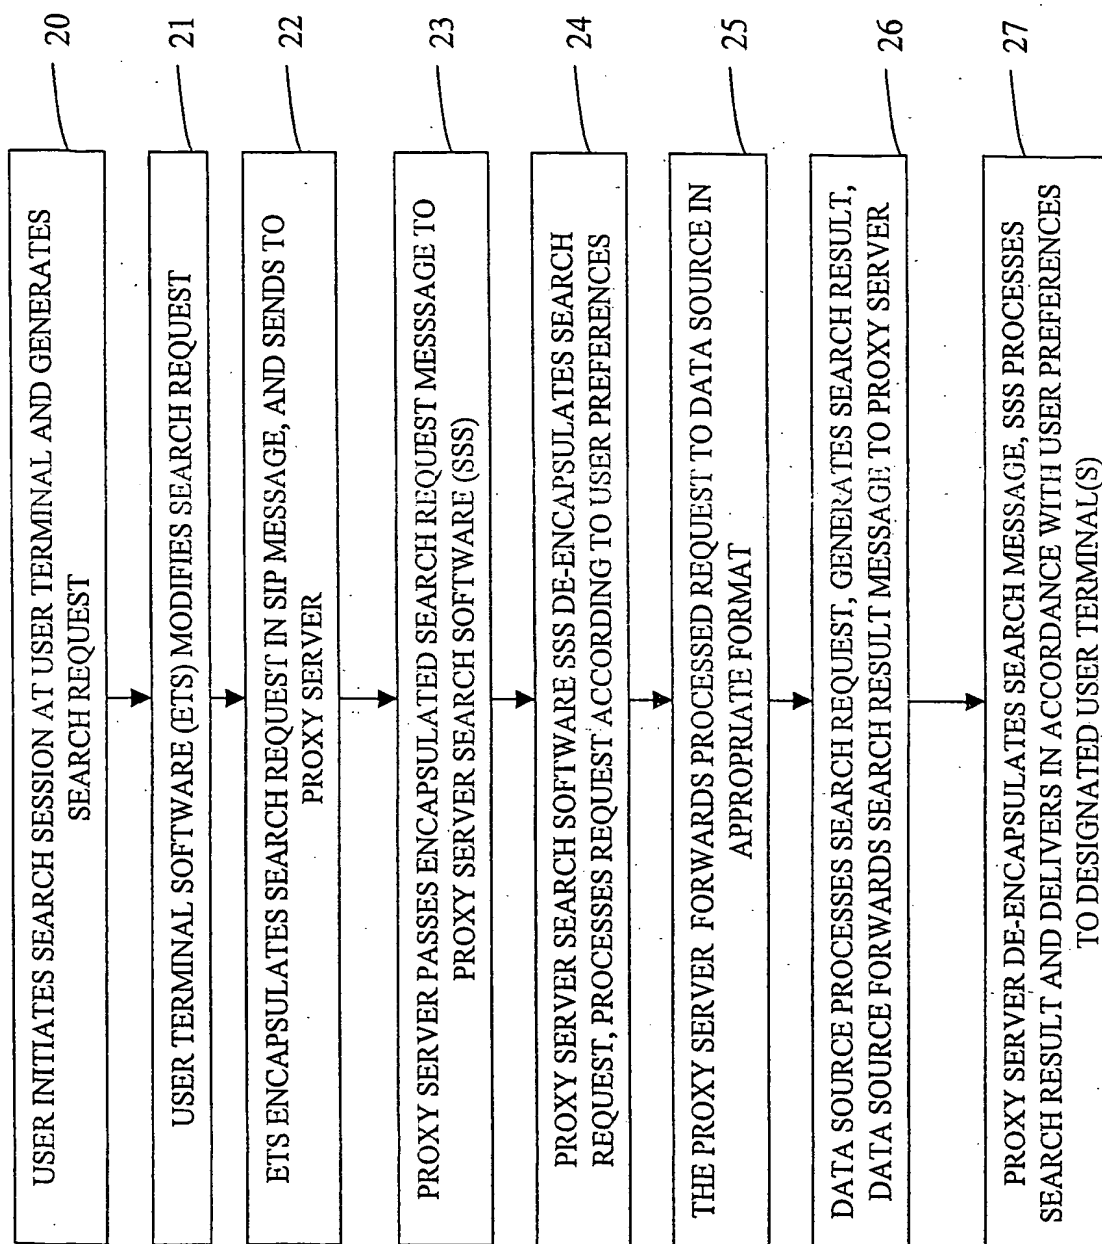 USER INITIATES SEARCH SESSION AT USER TERMINAL AND GENERATES
SEARCH REQUEST
20
USER TERMINAL SOFTWARE (ETS) MODIFIES SEARCH REQUEST
21
ETS ENCAPSULATES SEARCH REQUEST IN SIP MESSAGE, AND SENDS TO
PROXY SERVER
22
PROXY SERVER PASSES ENCAPSULATED SEARCH REQUEST MESSSAGE TO
PROXY SERVER SEARCH SOFTWARE (SSS)
23
PROXY SERVER SEARCH SOFTWARE SSS DE-ENCAPSULATES SEARCH
REQUEST, PROCESSES REQUEST ACCORDING TO USER PREFERENCES
24
THE PROXY SERVER FORWARDS PROCESSED REQUEST TO DATA SOURCE IN
APPROPRIATE FORMAT
25
DATA SOURCE PROCESSES SEARCH REQUEST, GENERATES SEARCH RESULT,
DATA SOURCE FORWARDS SEARCH RESULT MESSAGE TO PROXY SERVER
26
PROXY SERVER DE-ENCAPSULATES SEARCH MESSAGE, SSS PROCESSES
SEARCH RESULT AND DELIVERS IN ACCORDANCE WITH USER PREFERENCES
TO DESIGNATED USER TERMINAL(S)
27